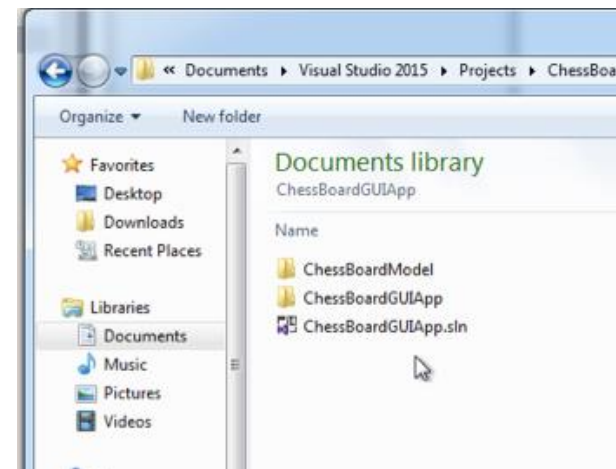 « Documents ▸ Visual Studio 2015 ▸ Projects ▸ ChessBoa
Organize ▾ New folder
Favorites
Desktop
Downloads
Recent Places
Libraries
Documents
Music
Pictures
Videos
Documents library
ChessBoardGUIApp
Name
ChessBoardModel
ChessBoardGUIApp
ChessBoardGUIApp.sln